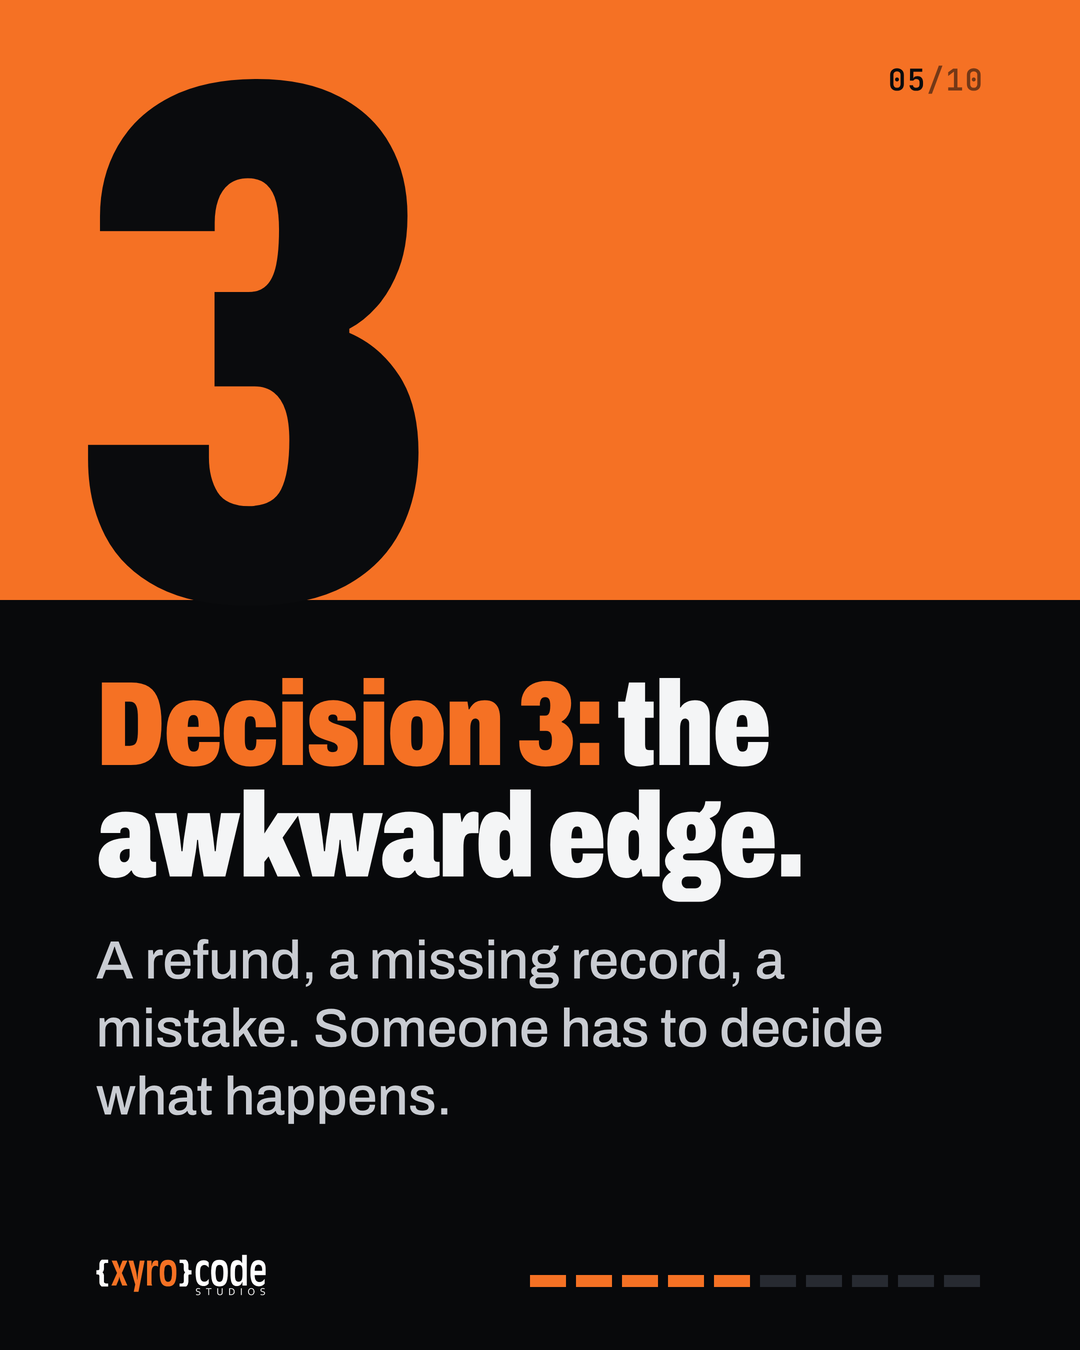 05/10
3
Decision 3: the
awkward edge.
A refund, a missing record, a
mistake. Someone has to decide
what happens.
{xyro}code
STUDIOS